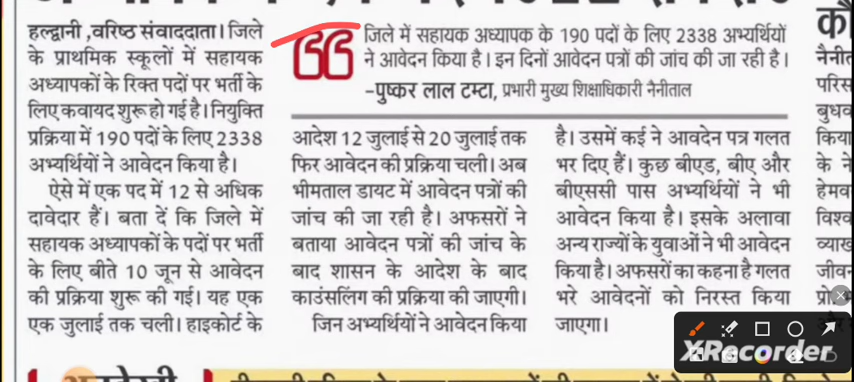 हल्द्वानी ,वरिष्ठ संवाददाता। जिले
के प्राथमिक स्कूलों में सहायक
अध्यापकों के रिक्त पदों पर भर्ती के
लिए कवायद शुरू हो गई है। नियुक्ति
प्रक्रिया में 190 पदों के लिए 2338
अभ्यर्थियों ने आवेदन किया है।
ऐसे में एक पद में 12 से अधिक
दावेदार हैं। बता दें कि जिले में
सहायक अध्यापकों के पदों पर भर्ती
के लिए बीते 10 जून से आवेदन
की प्रक्रिया शुरू की गई। यह एक
एक जुलाई तक चली। हाइकोर्ट के
जिले में सहायक अध्यापक के 190 पदों के लिए 2338 अभ्यर्थियों
ने आवेदन किया है। इन दिनों आवेदन पत्रों की जांच की जा रही है।
-पुष्कर लाल टम्टा, प्रभारी मुख्य शिक्षाधिकारी नैनीताल
आदेश 12 जुलाई से 20 जुलाई तक
फिर आवेदन की प्रक्रिया चली। अब
भीमताल डायट में आवेदन पत्रों की
जांच की जा रही है। अफसरों ने
बताया आवेदन पत्रों की जांच के
बाद शासन के आदेश के बाद
काउंसलिंग की प्रक्रिया की जाएगी।
जिन अभ्यर्थियों ने आवेदन किया
है। उसमें कई ने आवदेन पत्र गलत
भर दिए हैं। कुछ बीएड, बीए और
बीएससी पास अभ्यर्थियों ने भी
आवेदन किया है। इसके अलावा
अन्य राज्यों के युवाओं ने भी आवेदन
किया है। अफसरों का कहना है गलत
भरे आवेदनों को निरस्त किया
जाएगा।
कौ
नैनी
परिस
बुधव
किया
के ने
हेमव
विश्व
व्याख
जीवन
XRecorder